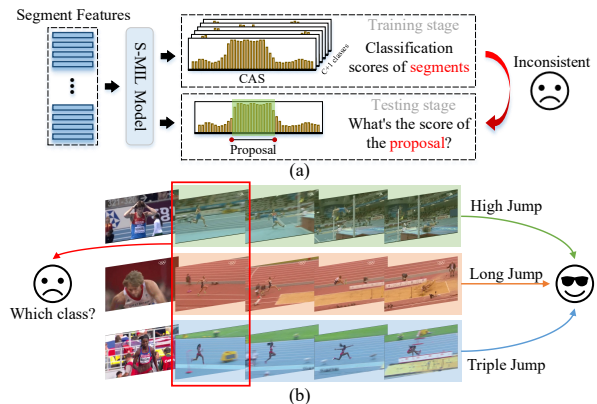 Segment Features
S-MIL Model
Training stage
Classification
scores of segments
CAS
C+1 classes
Inconsistent
Testing stage
What's the score of
the proposal?
Proposal
(a)
High Jump
Long Jump
Which class?
Triple Jump
(b)